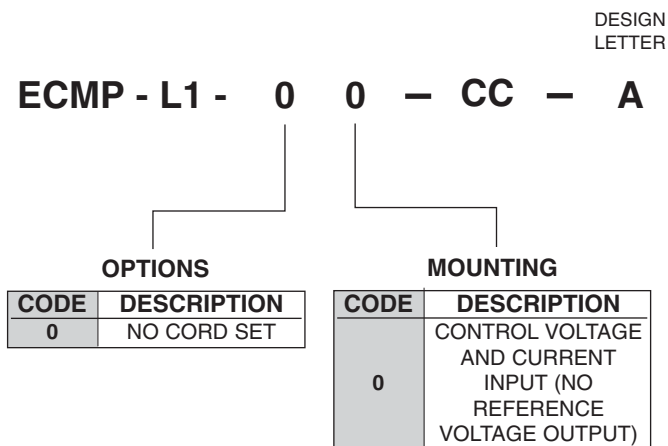 DESIGN
LETTER
ECMP - L1 - 0 0 – CC – A
OPTIONS
CODE DESCRIPTION
0 NO CORD SET
MOUNTING
CODE DESCRIPTION
0 CONTROL VOLTAGE
AND CURRENT
INPUT (NO
REFERENCE
VOLTAGE OUTPUT)